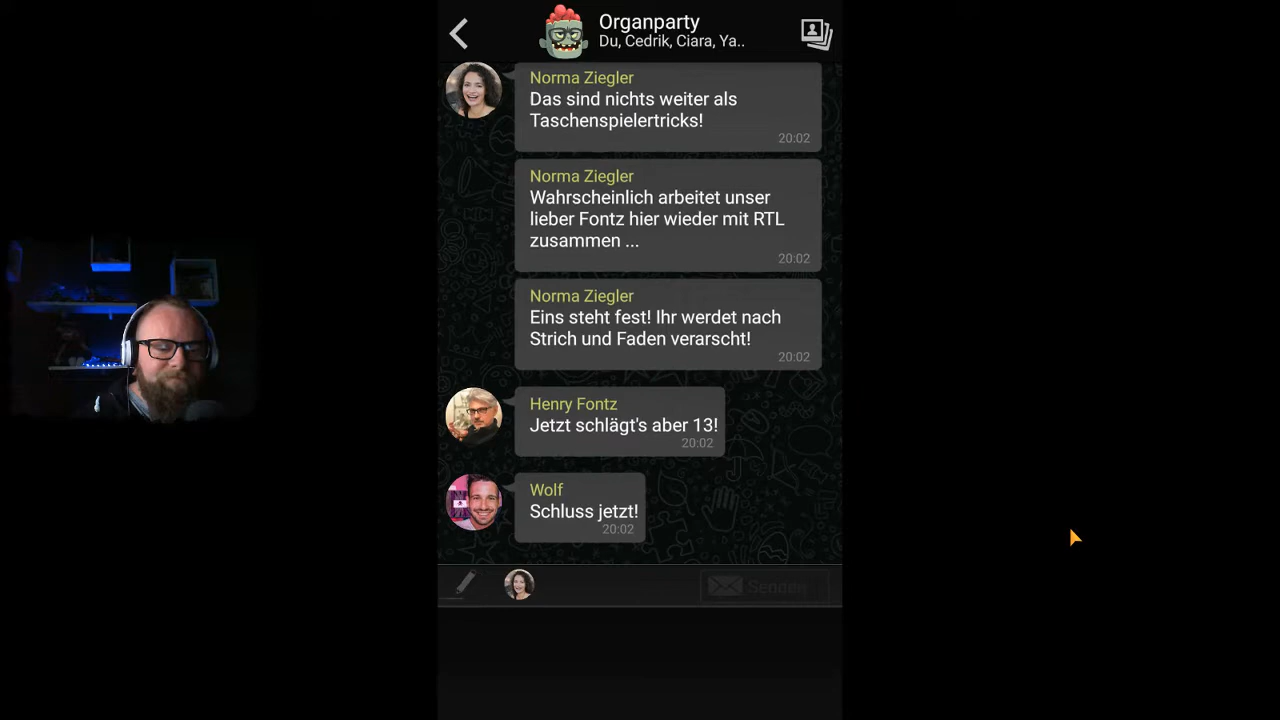 Organparty
Du, Cedrik, Ciara, Ya..
Norma Ziegler
Das sind nichts weiter als
Taschenspielertricks!
20:02
Norma Ziegler
Wahrscheinlich arbeitet unser
lieber Fontz hier wieder mit RTL
zusammen ...
20:02
Norma Ziegler
Eins steht fest! Ihr werdet nach
Strich und Faden verarscht!
20:02
Henry Fontz
Jetzt schlägt's aber 13!
20:02
Wolf
Schluss jetzt!
20:02
Senden